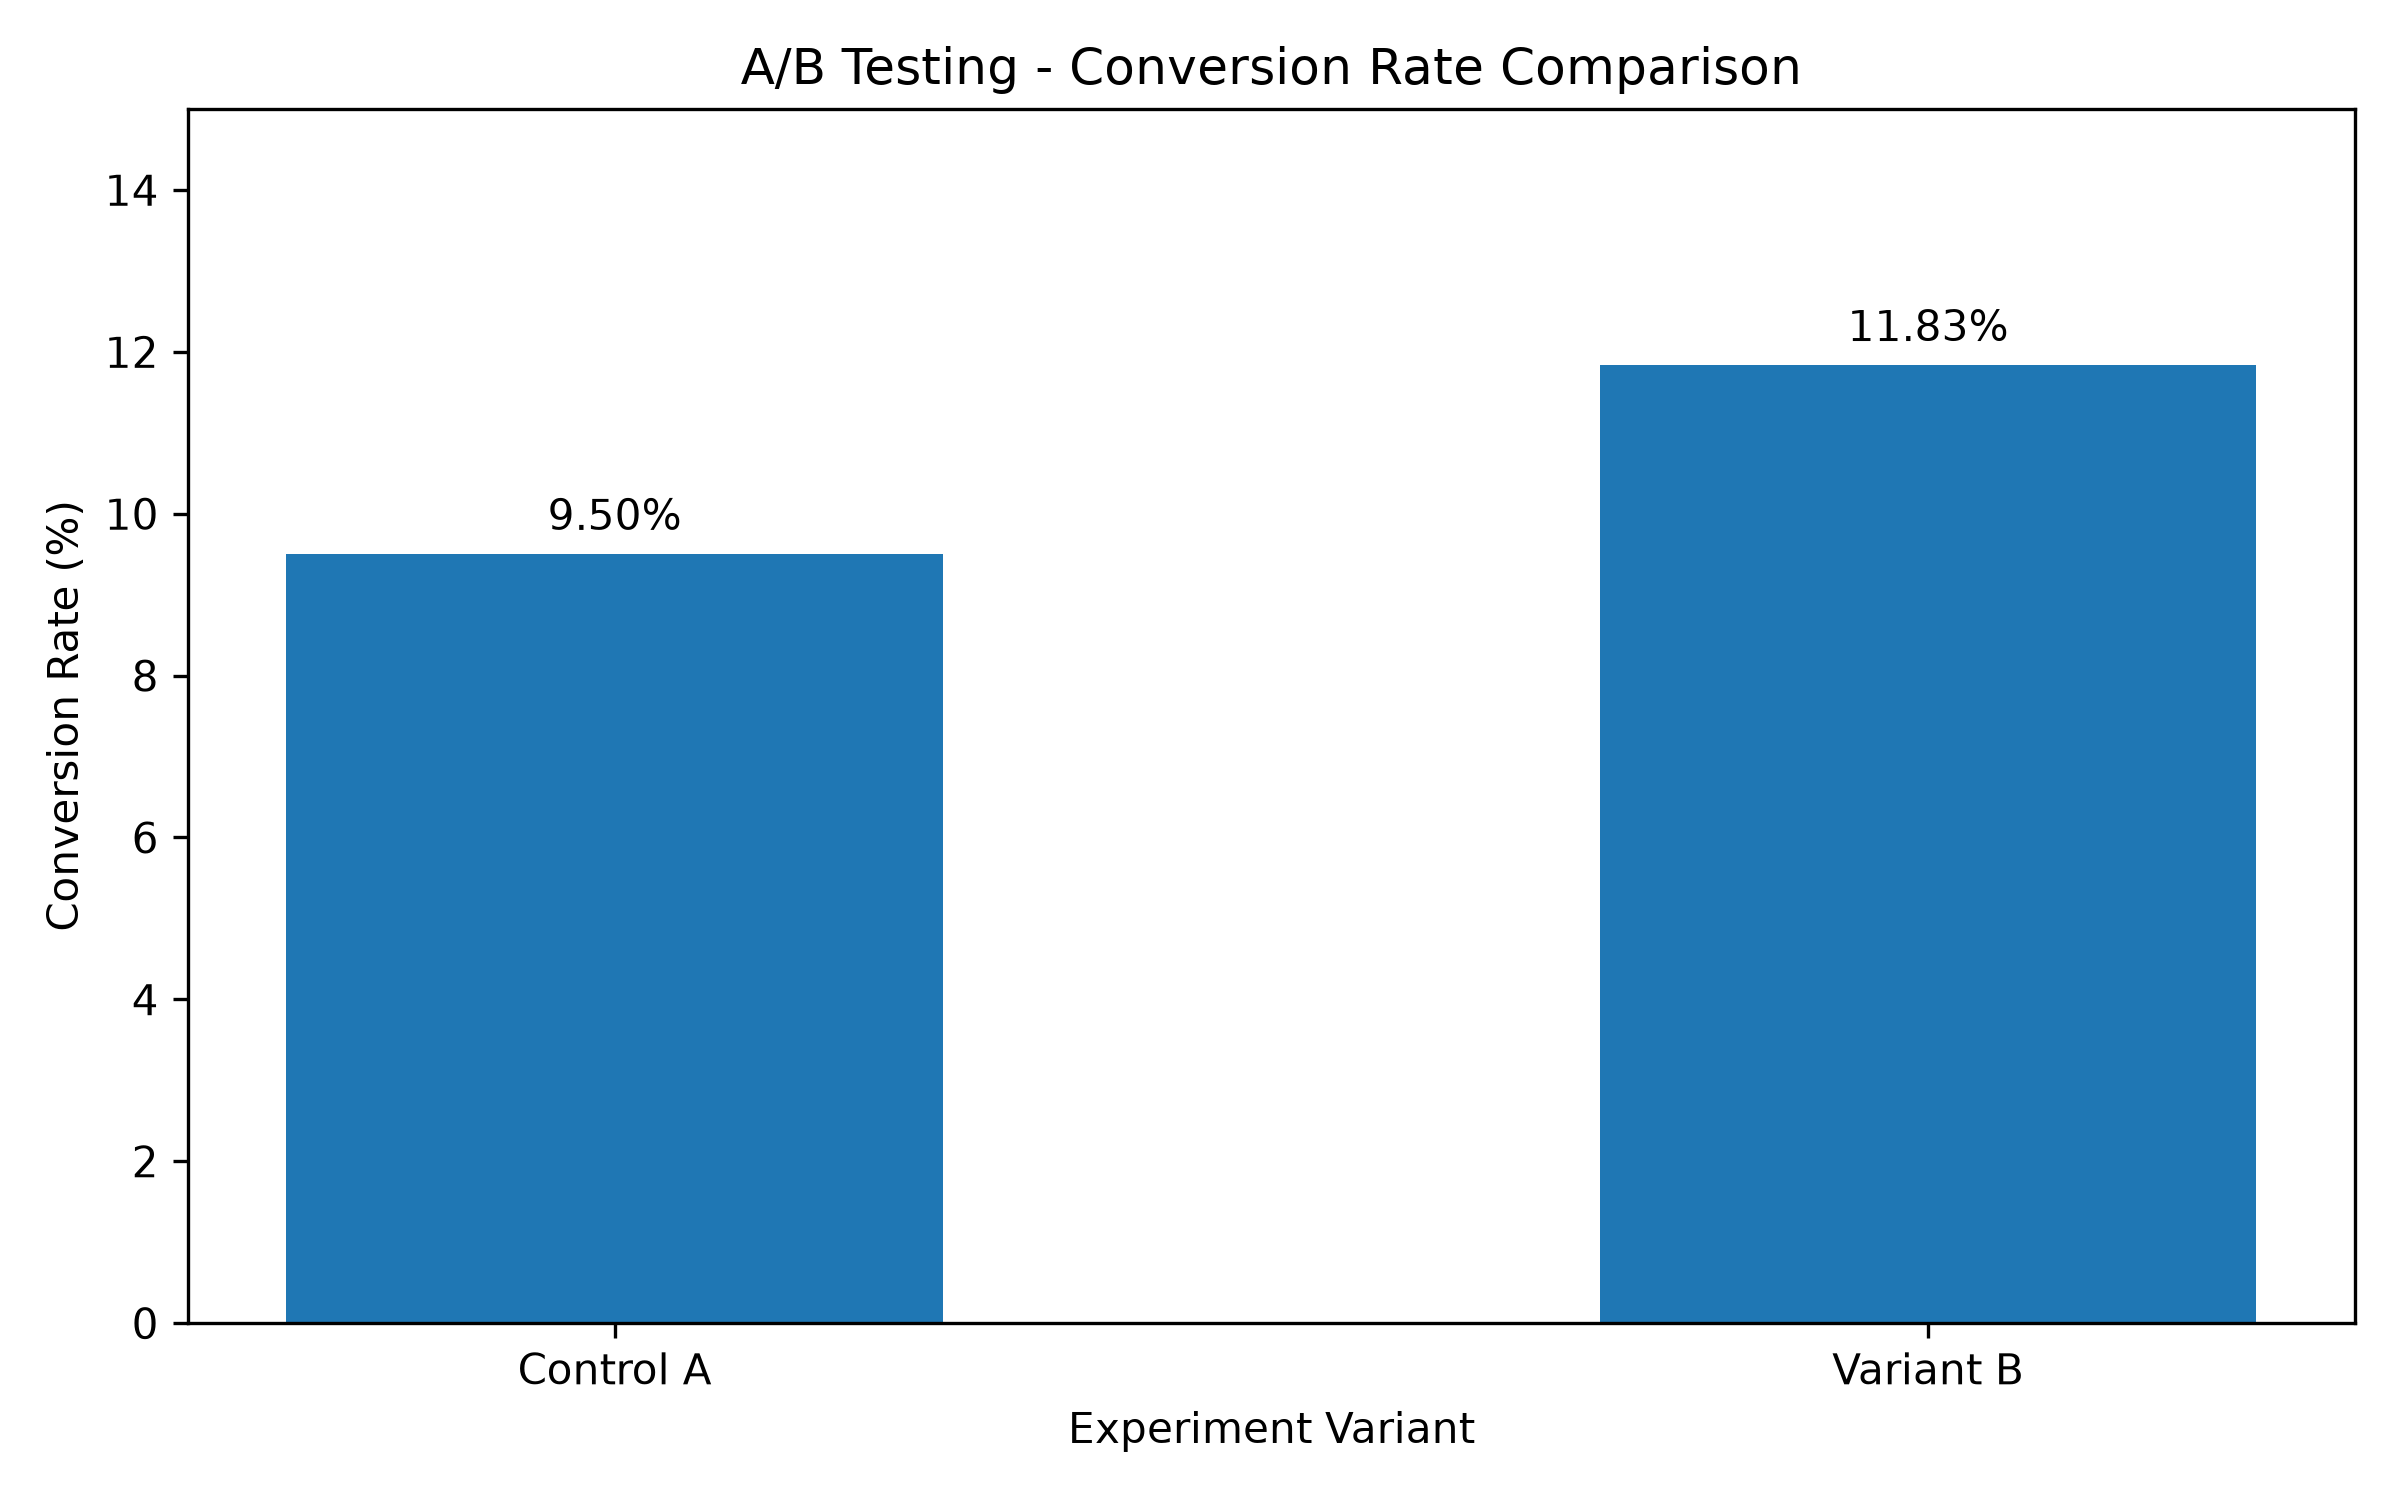 A/B Testing - Conversion Rate Comparison
Conversion Rate (%)
14
12
10
8
6
4
2
0
9.50%
11.83%
Control A
Variant B
Experiment Variant